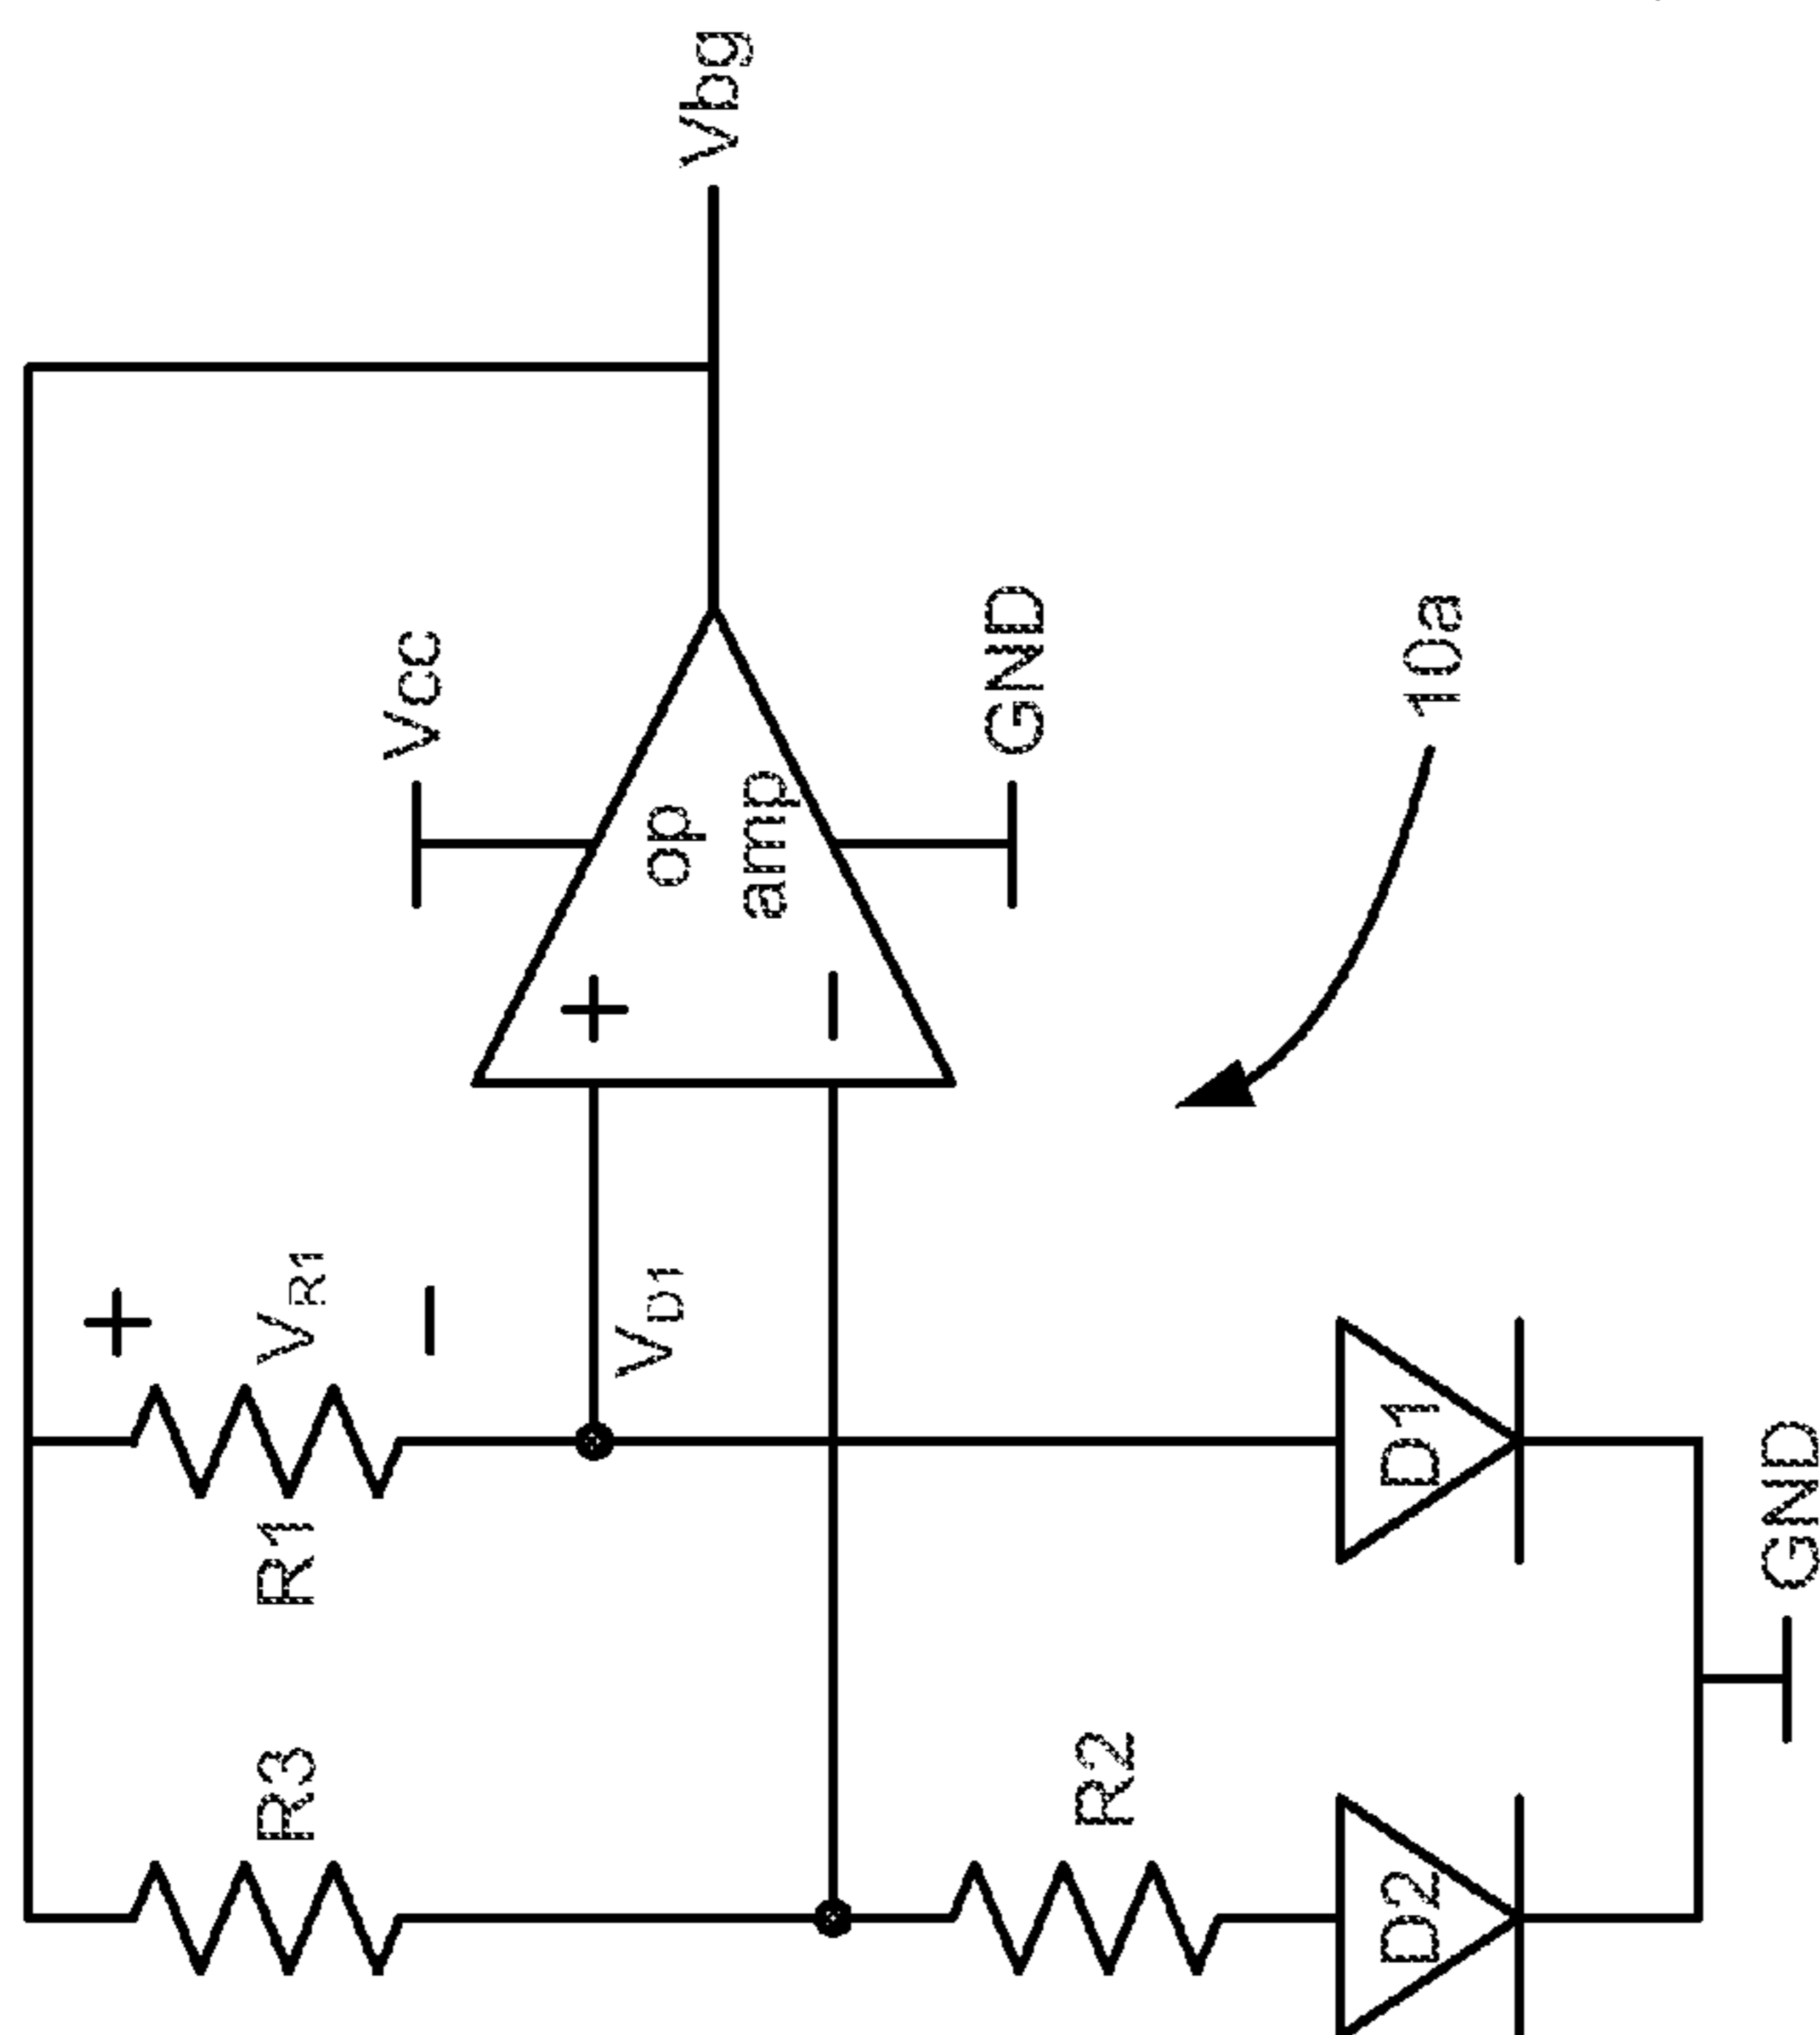 Vbg
Vcc
GND
op
amp
+
−
10a
+
VR1
−
R1
VD1
R3
R2
D1
D2
GND